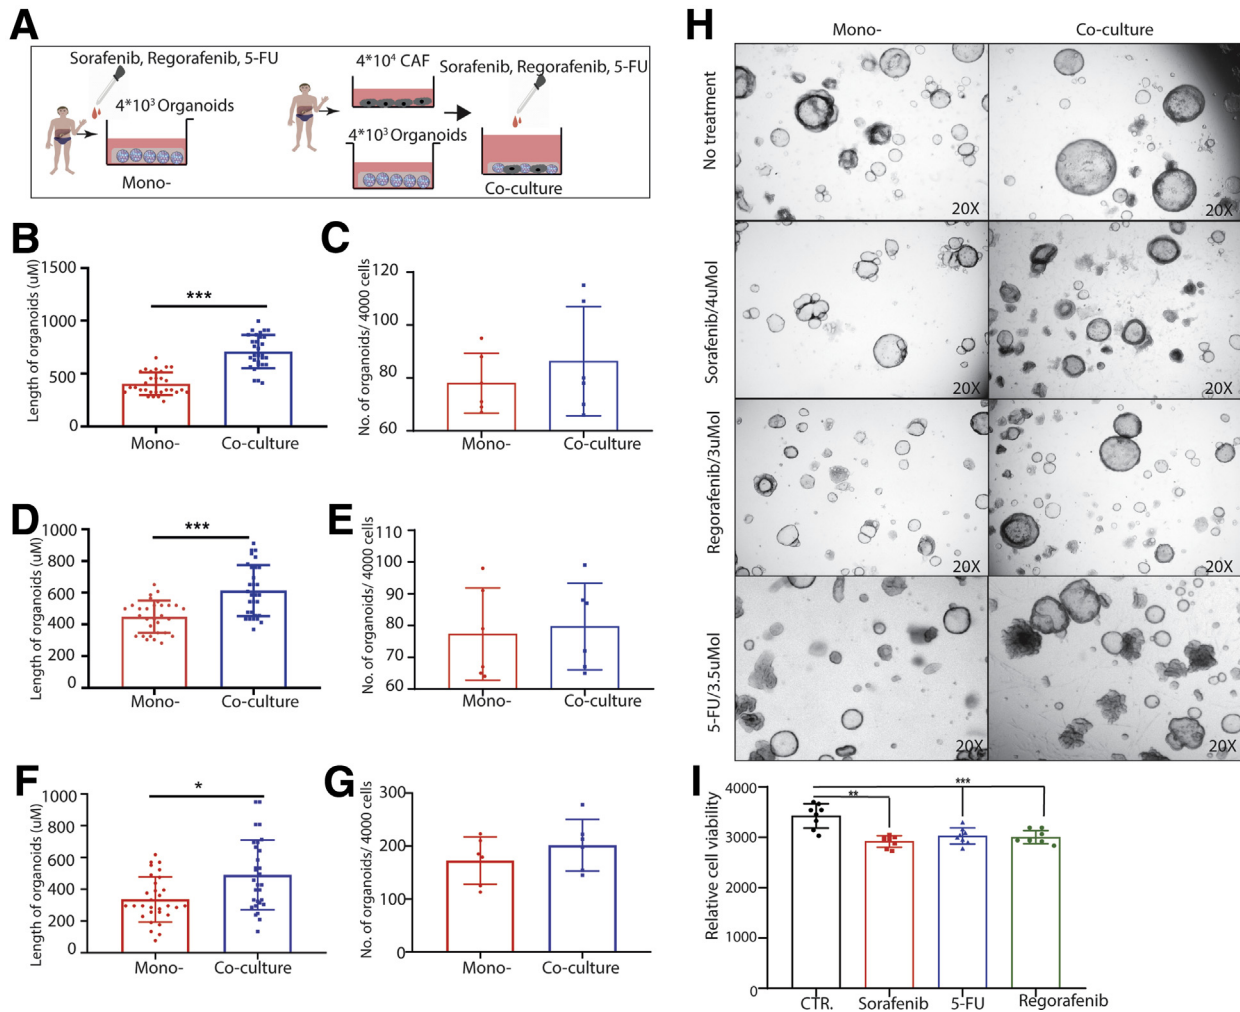 A
Sorafenib, Regorafenib, 5-FU
4*10³ Organoids
Mono-
4*10⁴ CAF
4*10³ Organoids
Sorafenib, Regorafenib, 5-FU
Co-culture
B
Length of organoids (uM)
1500
1000
500
0
***
Mono-
Co-culture
C
No. of organoids/ 4000 cells
120
100
80
60
Mono-
Co-culture
D
Length of organoids (uM)
1000
800
600
400
200
0
***
Mono-
Co-culture
E
No. of organoids/ 4000 cells
110
100
90
80
70
60
Mono-
Co-culture
F
Length of organoids (uM)
1000
800
600
400
200
0
*
Mono-
Co-culture
G
No. of organoids/ 4000 cells
300
200
100
0
Mono-
Co-culture
H
Mono-
Co-culture
No treatment
20X
20X
Sorafenib/4uMol
20X
20X
Regorafenib/3uMol
20X
20X
5-FU/3.5uMol
20X
20X
I
Relative cell viability
4000
3000
2000
1000
0
**
***
CTR.
Sorafenib
5-FU
Regorafenib